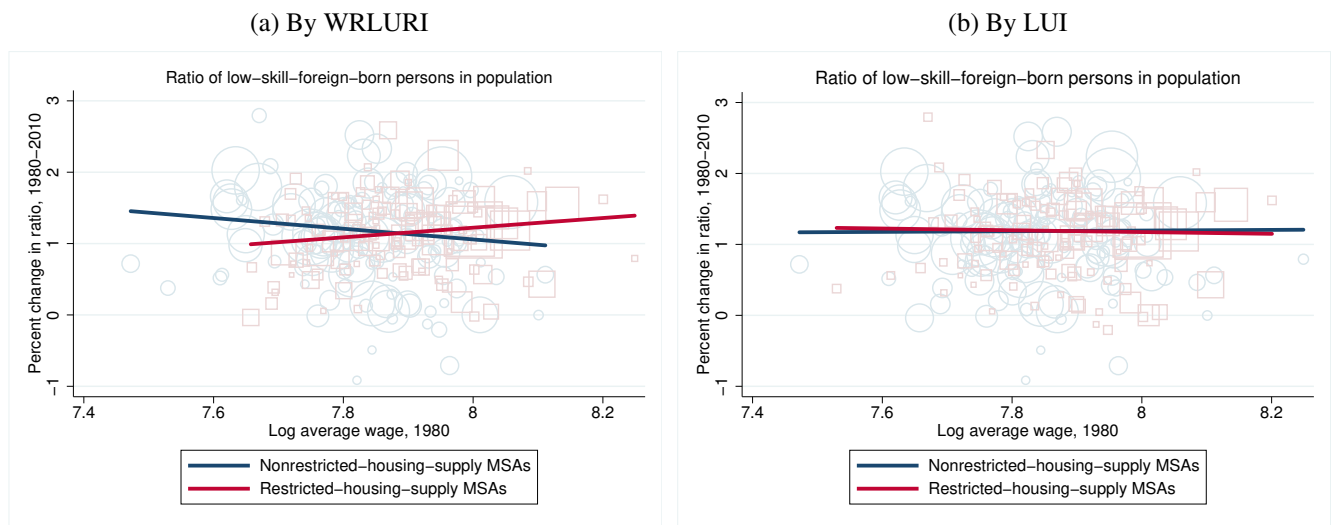 (a) By WRLURI
Ratio of low−skill−foreign−born persons in population
Percent change in ratio, 1980−2010
3
2
1
0
−1
7.4 7.6 7.8 8 8.2
Log average wage, 1980
Nonrestricted−housing−supply MSAs
Restricted−housing−supply MSAs
(b) By LUI
Ratio of low−skill−foreign−born persons in population
Percent change in ratio, 1980−2010
3
2
1
0
−1
7.4 7.6 7.8 8 8.2
Log average wage, 1980
Nonrestricted−housing−supply MSAs
Restricted−housing−supply MSAs